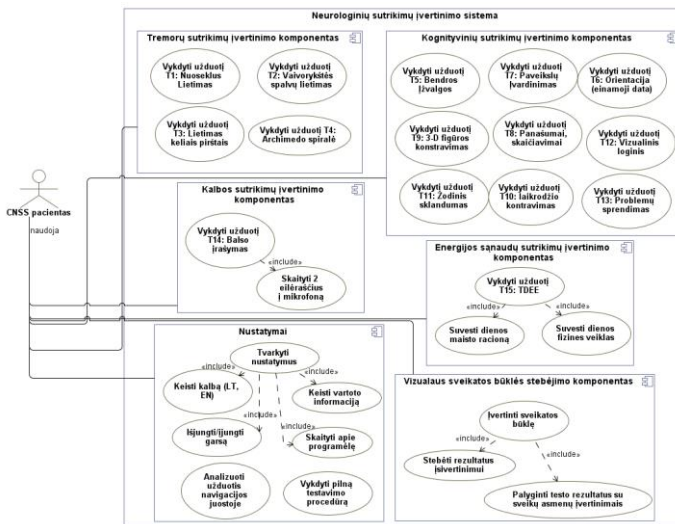 Neurologinių sutrikimų įvertinimo sistema
Tremorų sutrikimų įvertinimo komponentas
Vykdyti užduotį
T1: Nuoseklus
Lietimas
Vykdyti užduotį
T2: Vaivorykštės
spalvų lietimas
Vykdyti užduotį
T3: Lietimas
keliais pirštais
Vykdyti užduotį T4:
Archimedo spiralė
Kognityvinių sutrikimų įvertinimo komponentas
Vykdyti užduotį
T5: Bendros
Įžvalgos
Vykdyti užduotį
T7: Paveikslų
Įvardinimas
Vykdyti užduotį
T6: Orientacija
(einamoji data)
Vykdyti užduotį
T9: 3-D figūros
konstravimas
Vykdyti užduotį
T8: Panašumai,
skaičiavimai
Vykdyti užduotį
T12: Vizualinis
loginis
Vykdyti užduotį
T11: Žodinis
sklandumas
Vykdyti užduotį
T10: laikrodžio
kontravimas
Vykdyti užduotį
T13: Problemų
sprendimas
CNSS pacientas
naudoja
Kalbos sutrikimų įvertinimo
komponentas
Vykdyti užduotį
T14: Balso
įrašymas
«include»
Skaityti 2
eilėraščius
į mikrofoną
Energijos sąnaudų sutrikimų įvertinimo
komponentas
Vykdyti užduotį
T15: TDEE
«include»
«include»
Suvesti dienos
maisto racioną
Suvesti dienos
fizines veiklas
Nustatymai
Tvarkyti
nustatymus
«include»
«include»
Keisti kalbą (LT,
EN)
Keisti vartoto
informaciją
«include»
Išjungti/įjungti
garsą
«include»
Skaityti apie
programėlę
Analizuoti
užduotis
navigacijos
juostoje
Vykdyti pilną
testavimo
procedūrą
Vizualaus sveikatos būklės stebėjimo komponentas
Įvertinti sveikatos
būklę
«include»
«include»
Stebėti rezultatus
įsivertinimui
Palyginti testo rezultatus su
sveikų asmenų įvertinimais